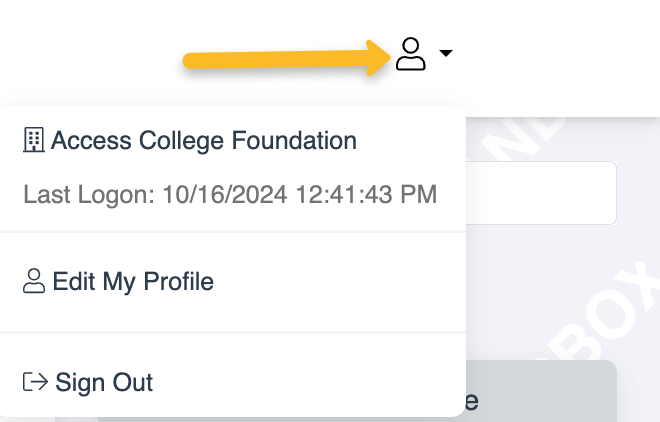 Access College Foundation
Last Logon: 10/16/2024 12:41:43 PM
Edit My Profile
Sign Out